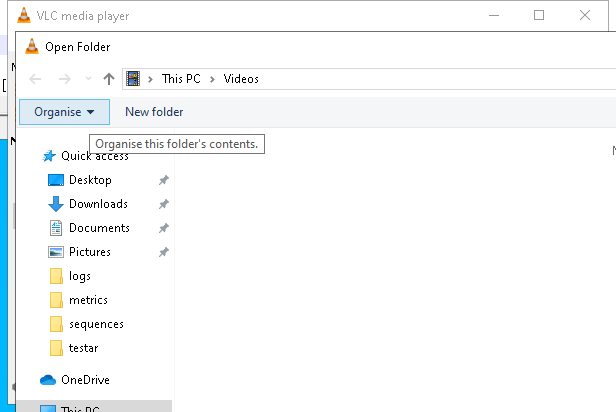 VLC media player
Open Folder
This PC > Videos
Organise
New folder
Organise this folder's contents.
Quick access
Desktop
Downloads
Documents
Pictures
logs
metrics
sequences
testar
OneDrive
This PC